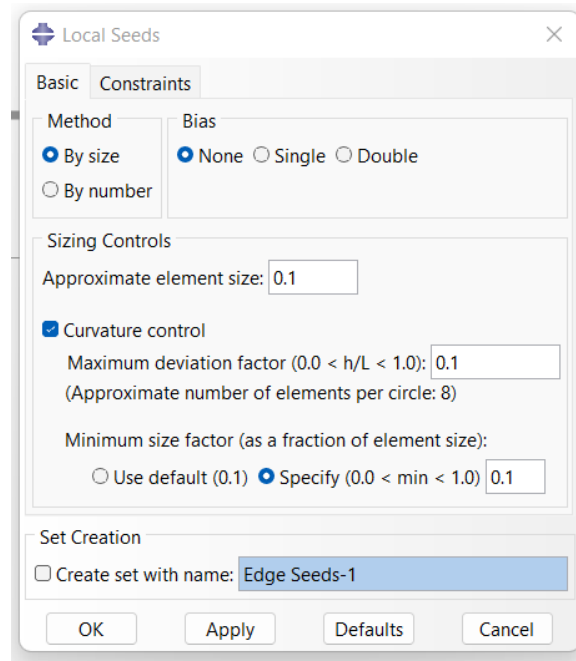 Local Seeds
Basic Constraints
Method Bias
By size None Single Double
By number
Sizing Controls
Approximate element size: 0.1
Curvature control
Maximum deviation factor (0.0 < h/L < 1.0): 0.1
(Approximate number of elements per circle: 8)
Minimum size factor (as a fraction of element size):
Use default (0.1) Specify (0.0 < min < 1.0) 0.1
Set Creation
Create set with name: Edge Seeds-1
OK Apply Defaults Cancel